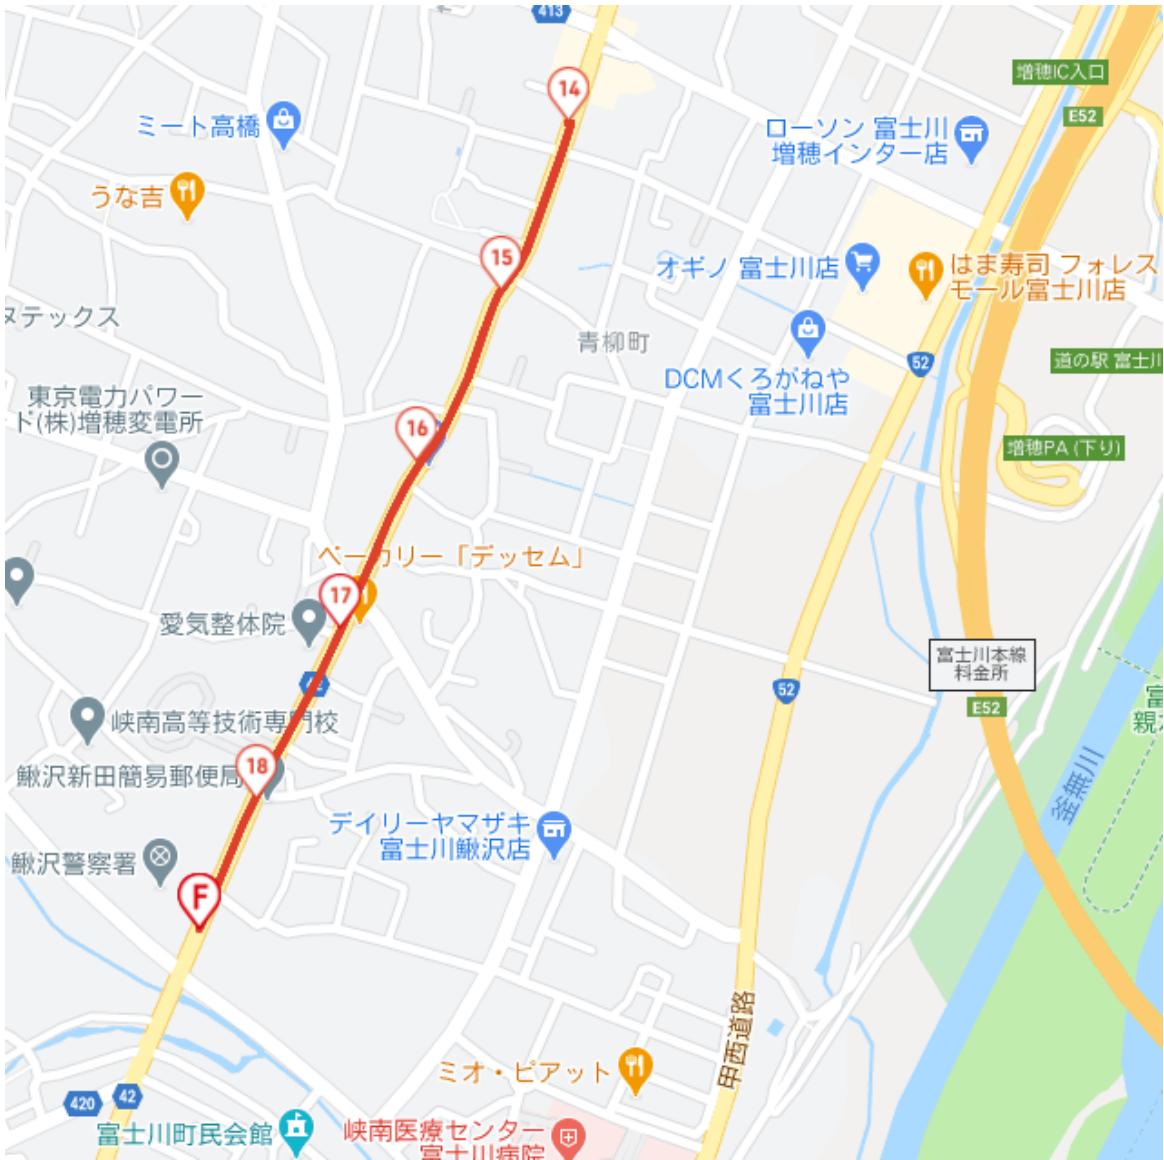 413
14
増穂IC入口
E52
ミート高橋
ローソン 富士川
増穂インター店
うな吉
15
オギノ 富士川店
はま寿司 フォレス
モール富士川店
タテックス
青柳町
52
道の駅 富士川
DCMくろがねや
富士川店
東京電力パワー
ド(株)増穂変電所
16
増穂PA (下り)
ベーカリー「デッセム」
17
愛気整体院
富士川本線
料金所
52
E52
峡南高等技術専門校
18
鰍沢新田簡易郵便局
釜無川
デイリーヤマザキ
富士川鰍沢店
鰍沢警察署
F
甲西道路
ミオ・ピアット
420
42
富士川町民会館
峡南医療センター
富士川病院